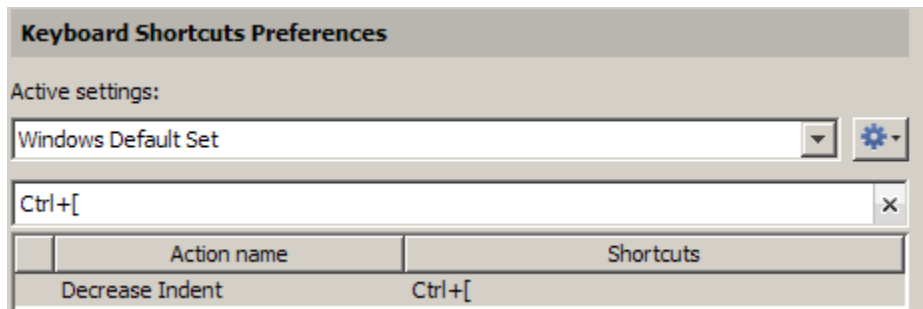 Keyboard Shortcuts Preferences
Active settings:
Windows Default Set
Ctrl+[
Action name Shortcuts
Decrease Indent Ctrl+[